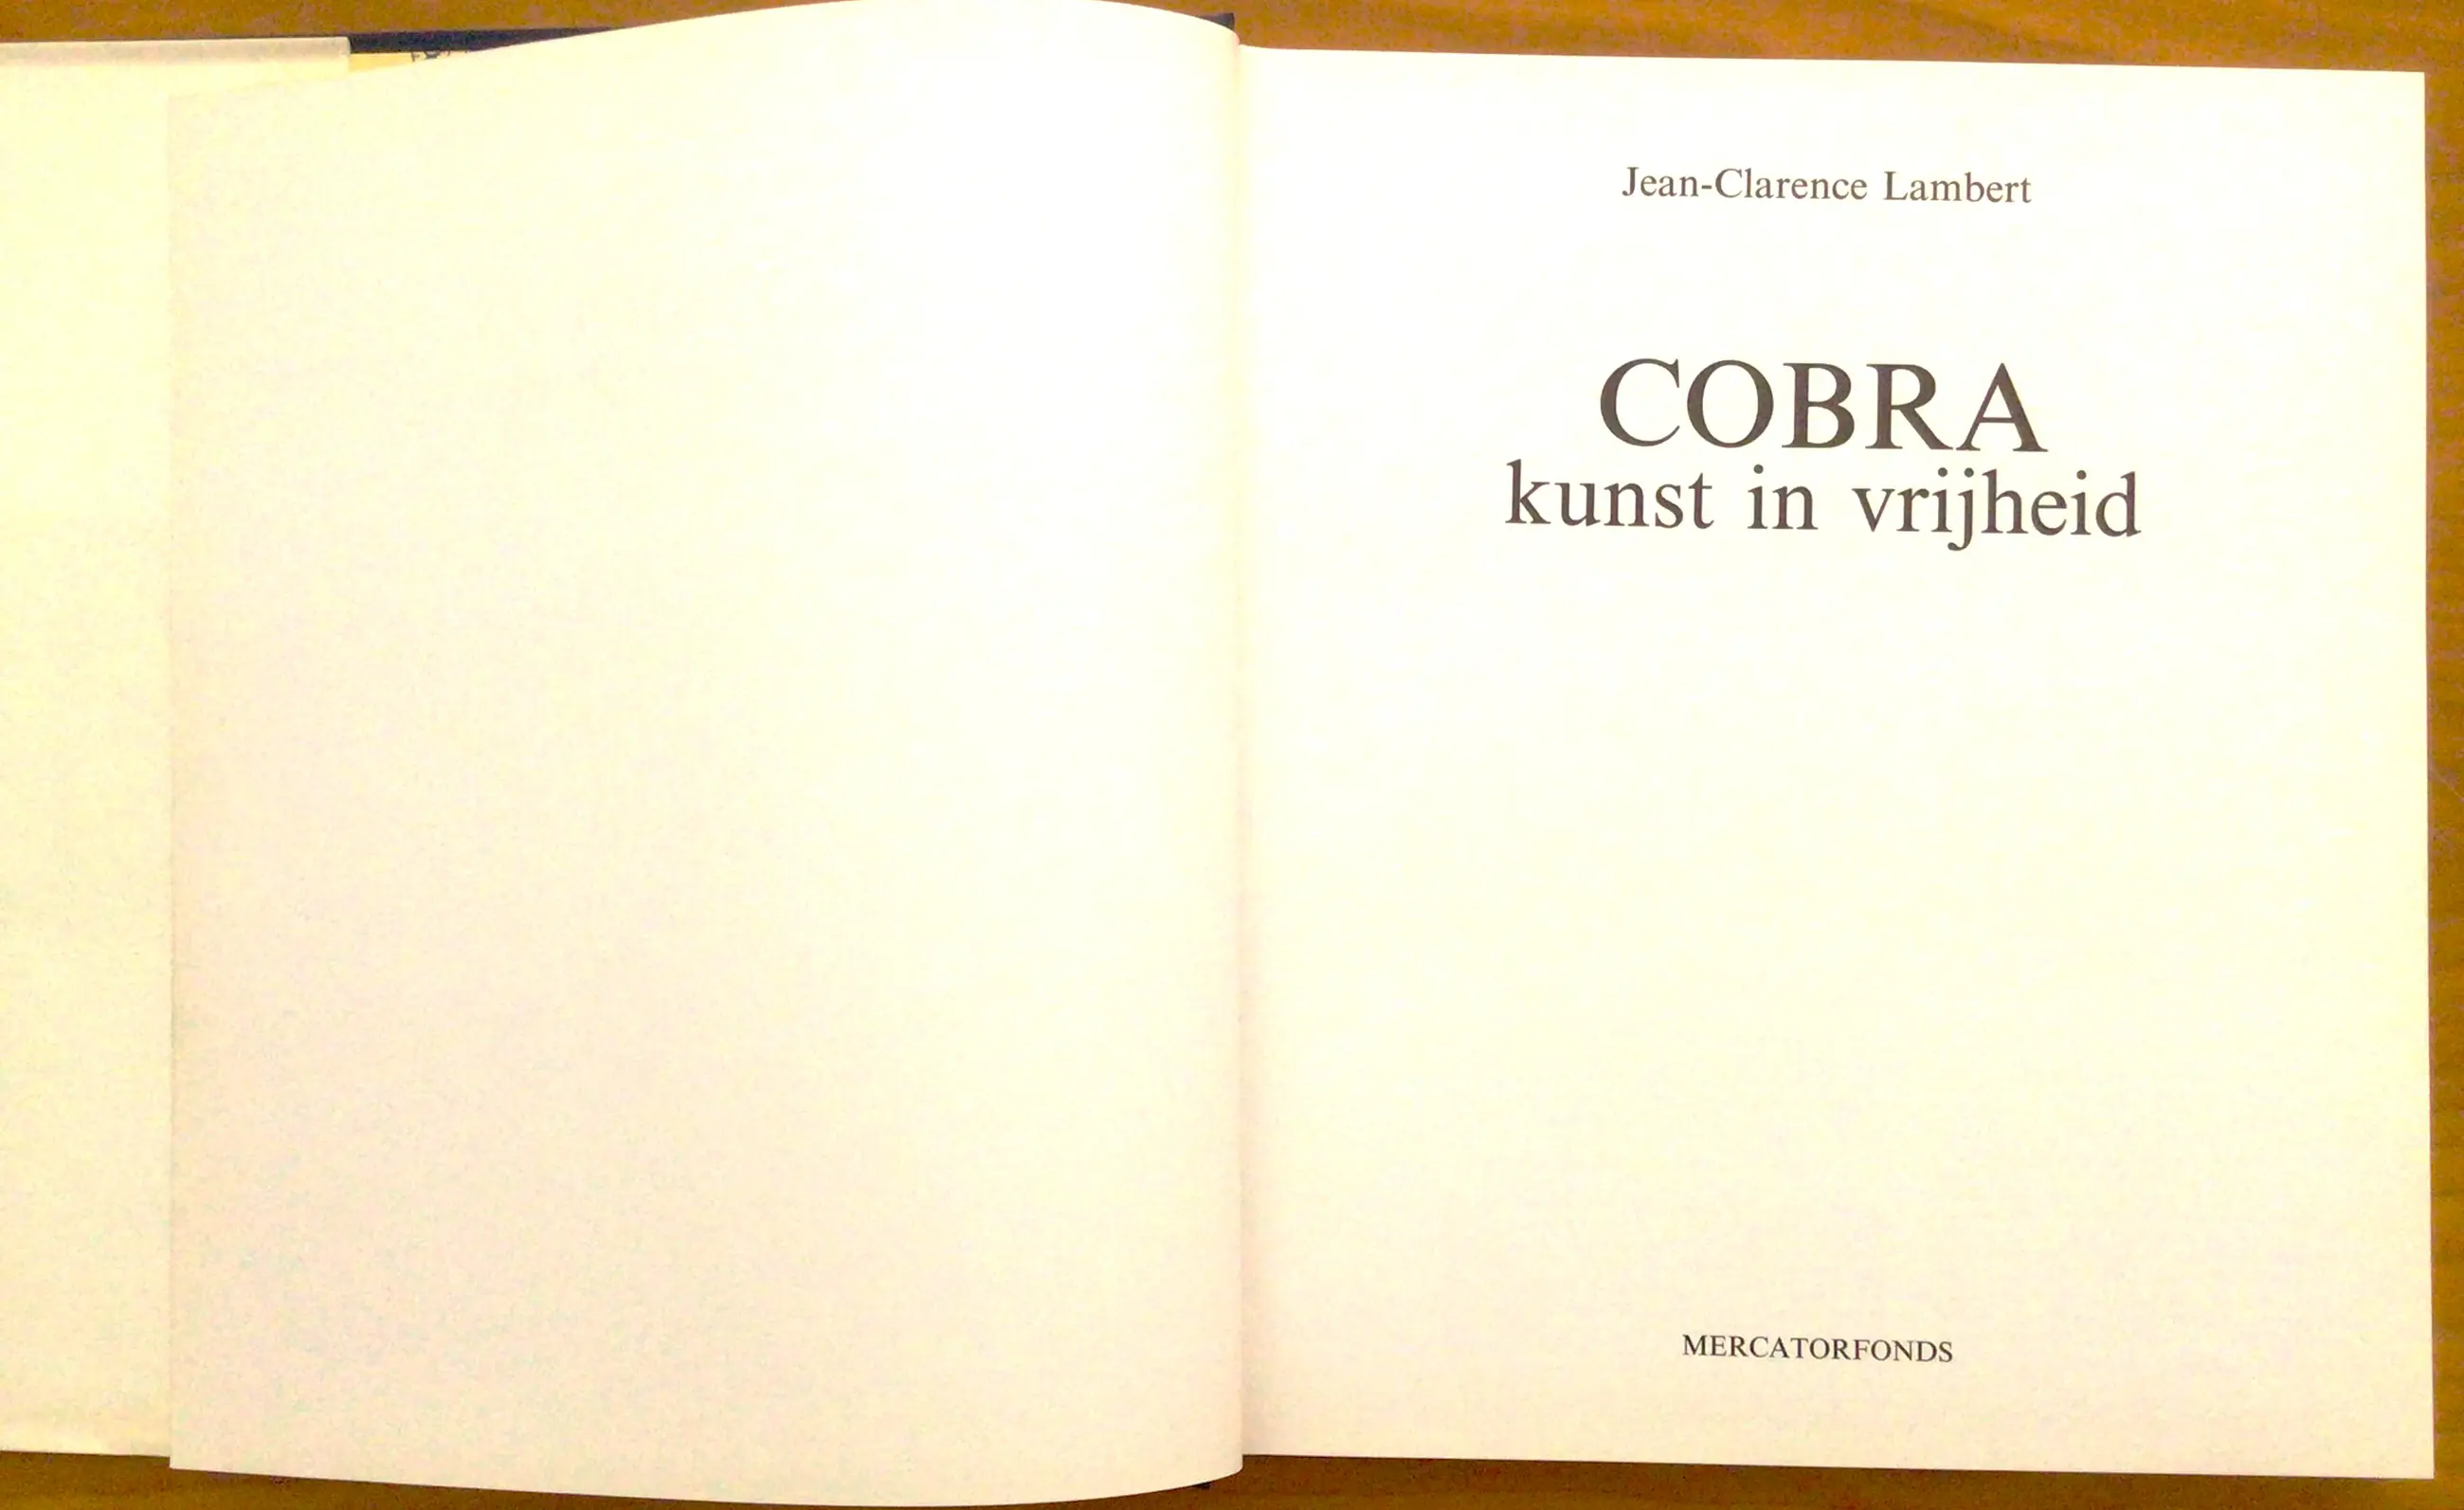 Jean-Clarence Lambert
COBRA
kunst in vrijheid
MERCATORFONDS